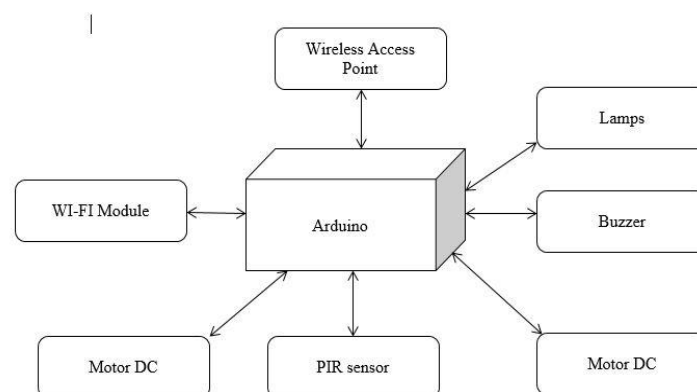 Wireless Access
Point
Lamps
WI-FI Module
Arduino
Buzzer
Motor DC
PIR sensor
Motor DC